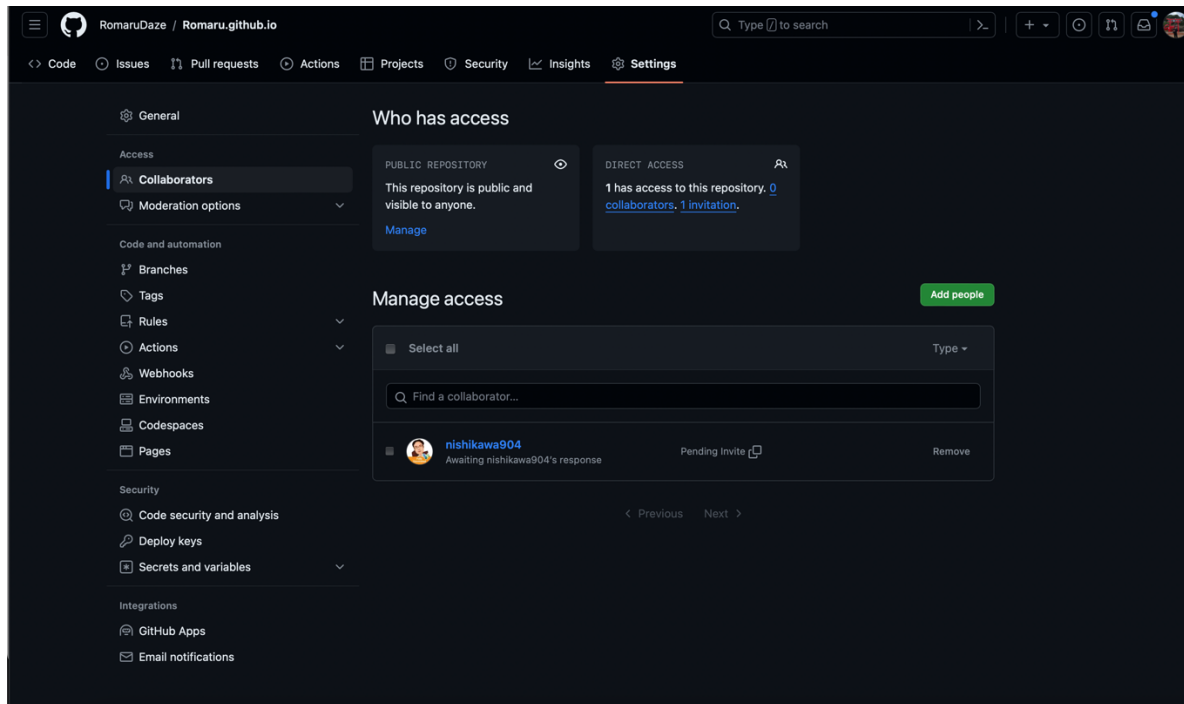 RomaruDaze / Romaru.github.io
Type / to search
Code Issues Pull requests Actions Projects Security Insights Settings
General
Access
Collaborators
Moderation options
Code and automation
Branches
Tags
Rules
Actions
Webhooks
Environments
Codespaces
Pages
Security
Code security and analysis
Deploy keys
Secrets and variables
Integrations
GitHub Apps
Email notifications
Who has access
PUBLIC REPOSITORY
This repository is public and
visible to anyone.
Manage
DIRECT ACCESS
1 has access to this repository. 0
collaborators. 1 invitation.
Manage access
Add people
Select all
Type
Find a collaborator...
nishikawa904
Awaiting nishikawa904's response
Pending Invite
Remove
Previous Next